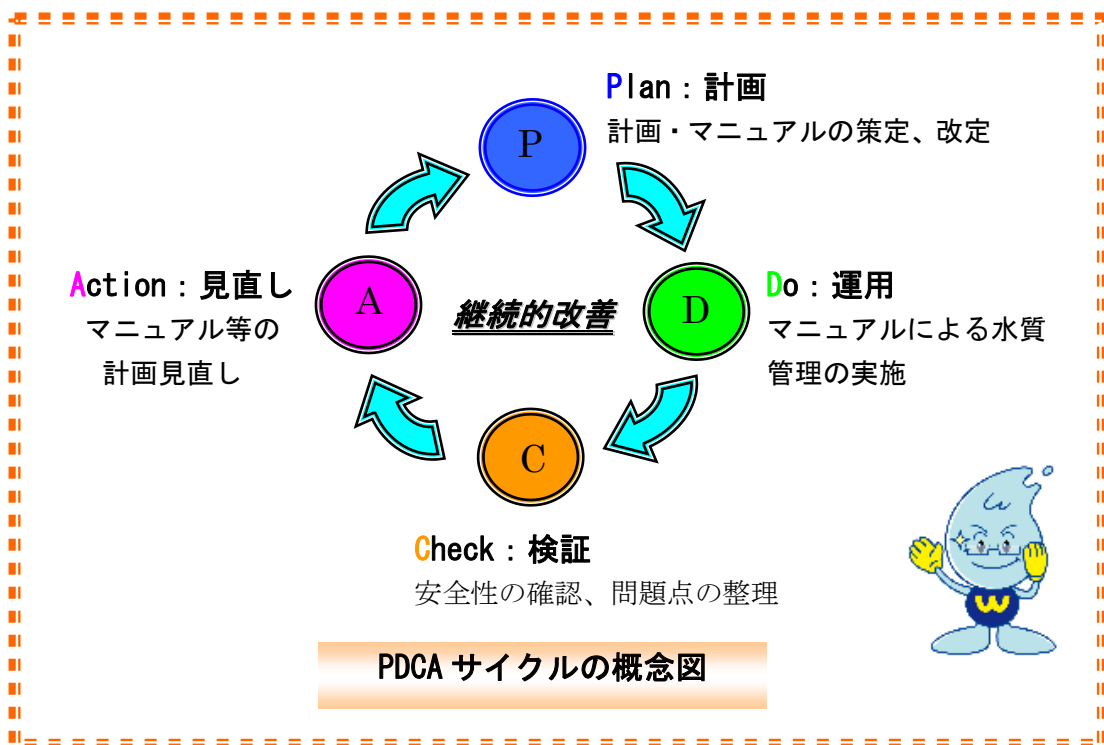 Plan：計画
計画・マニュアルの策定、改定
P
Action：見直し
マニュアル等の
計画見直し
A
継続的改善
D
Do：運用
マニュアルによる水質
管理の実施
C
Check：検証
安全性の確認、問題点の整理
W
PDCA サイクルの概念図